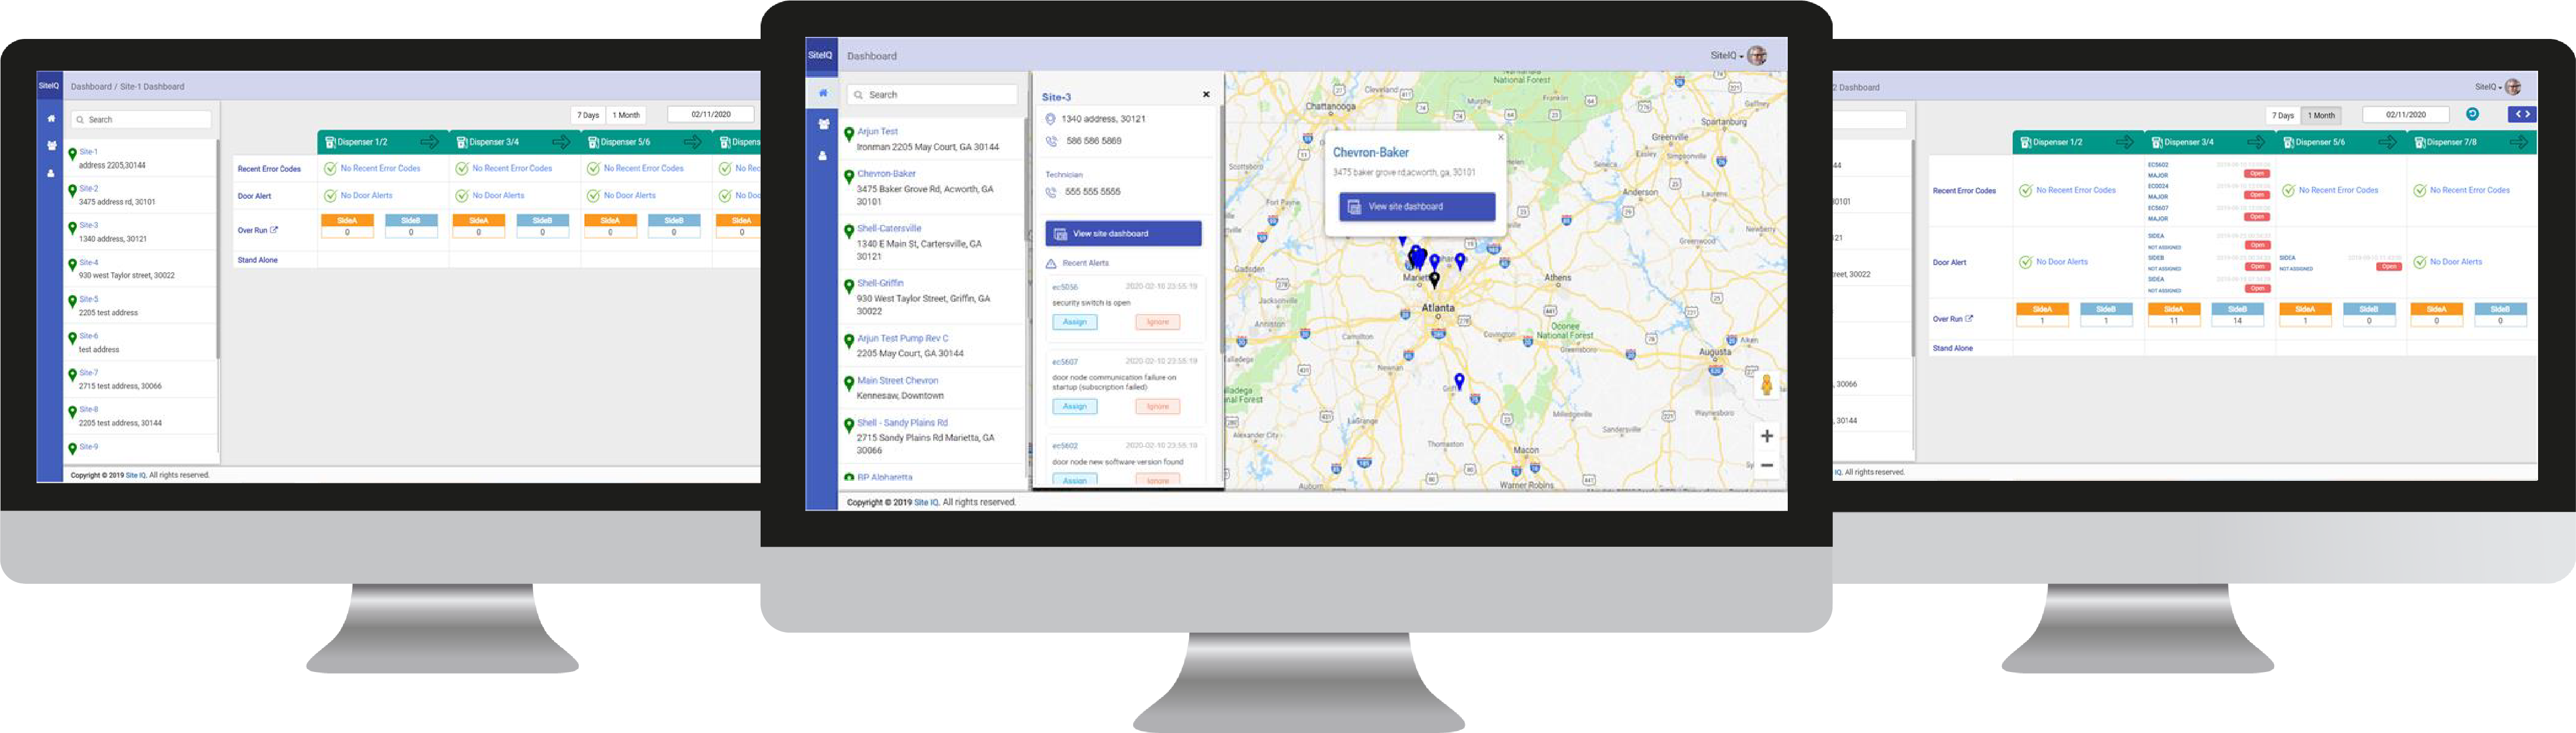 SiteIQ
Dashboard / Site-1 Dashboard
Search
7 Days
1 Month
02/11/2020
Site-1
address 2205,30144
Site-2
3475 address rd, 30101
Site-3
1340 address, 30121
Site-4
930 west Taylor street, 30022
Site-5
2205 test address
Site-6
test address
Site-7
2715 test address, 30066
Site-8
2205 test address, 30144
Site-9
Dispenser 1/2
Dispenser 3/4
Dispenser 5/6
Dispens
Recent Error Codes
No Recent Error Codes
No Recent Error Codes
No Recent Error Codes
No Rec
Door Alert
No Door Alerts
No Door Alerts
No Door Alerts
No Doo
Over Run
SideA
SideB
SideA
SideB
SideA
SideB
SideA
0
0
0
0
0
0
0
Stand Alone
Copyright © 2019 Site IQ. All rights reserved.
SiteIQ
Dashboard
SiteIQ
Search
Arjun Test
Ironman 2205 May Court, GA 30144
Chevron-Baker
3475 Baker Grove Rd, Acworth, GA
30101
Shell-Catersville
1340 E Main St, Cartersville, GA
30121
Shell-Griffin
930 West Taylor Street, Griffin, GA
30022
Arjun Test Pump Rev C
2205 May Court, GA 30144
Main Street Chevron
Kennesaw, Downtown
Shell - Sandy Plains Rd
2715 Sandy Plains Rd Marietta, GA
30066
BP Alpharetta
Site-3
1340 address, 30121
586 586 5869
Technician
555 555 5555
View site dashboard
Recent Alerts
ec5056
2020-02-10 23:55:19
security switch is open
Assign
Ignore
ec5607
2020-02-10 23:55:19
door node communication failure on
startup (subscription failed)
Assign
Ignore
ec5602
2020-02-10 23:55:19
door node new software version found
Assign
Ignore
Chevron-Baker
3475 baker grove rd,acworth, ga, 30101
View site dashboard
National Forest
Chattanooga
Cleveland
Murphy
Franklin
Gaffney
Spartanburg
Greenville
Easley
Simpsonville
Scottsboro
Fort Payne
Anderson
Laurens
Greenwood
Newberry
Gadsden
Mariet
Athens
Jacksonville
Atlanta
Anniston
Carrollton
Covington
Oconee
National Forest
Greensboro
Augusta
Aiken
Talladega
Newnan
Griff
lladega
nal Forest
LaGrange
Milledgeville
Waynesboro
Sandersville
Alexander City
Thomaston
Macon
Auburn
Warner Robins
Copyright © 2019 Site IQ. All rights reserved.
2 Dashboard
SiteIQ
7 Days
1 Month
02/11/2020
44
0101
21
reet, 30022
, 30066
, 30144
Dispenser 1/2
Dispenser 3/4
Dispenser 5/6
Dispenser 7/8
Recent Error Codes
No Recent Error Codes
EC5602
MAJOR
Open
EC0024
MAJOR
Open
EC5607
MAJOR
Open
No Recent Error Codes
No Recent Error Codes
Door Alert
No Door Alerts
SIDEA
NOT ASSIGNED
Open
SIDEB
NOT ASSIGNED
Open
SIDEA
NOT ASSIGNED
Open
SIDEA
NOT ASSIGNED
Open
No Door Alerts
Over Run
SideA
SideB
SideA
SideB
SideA
SideB
SideA
SideB
1
1
11
14
1
0
0
0
Stand Alone
IQ. All rights reserved.